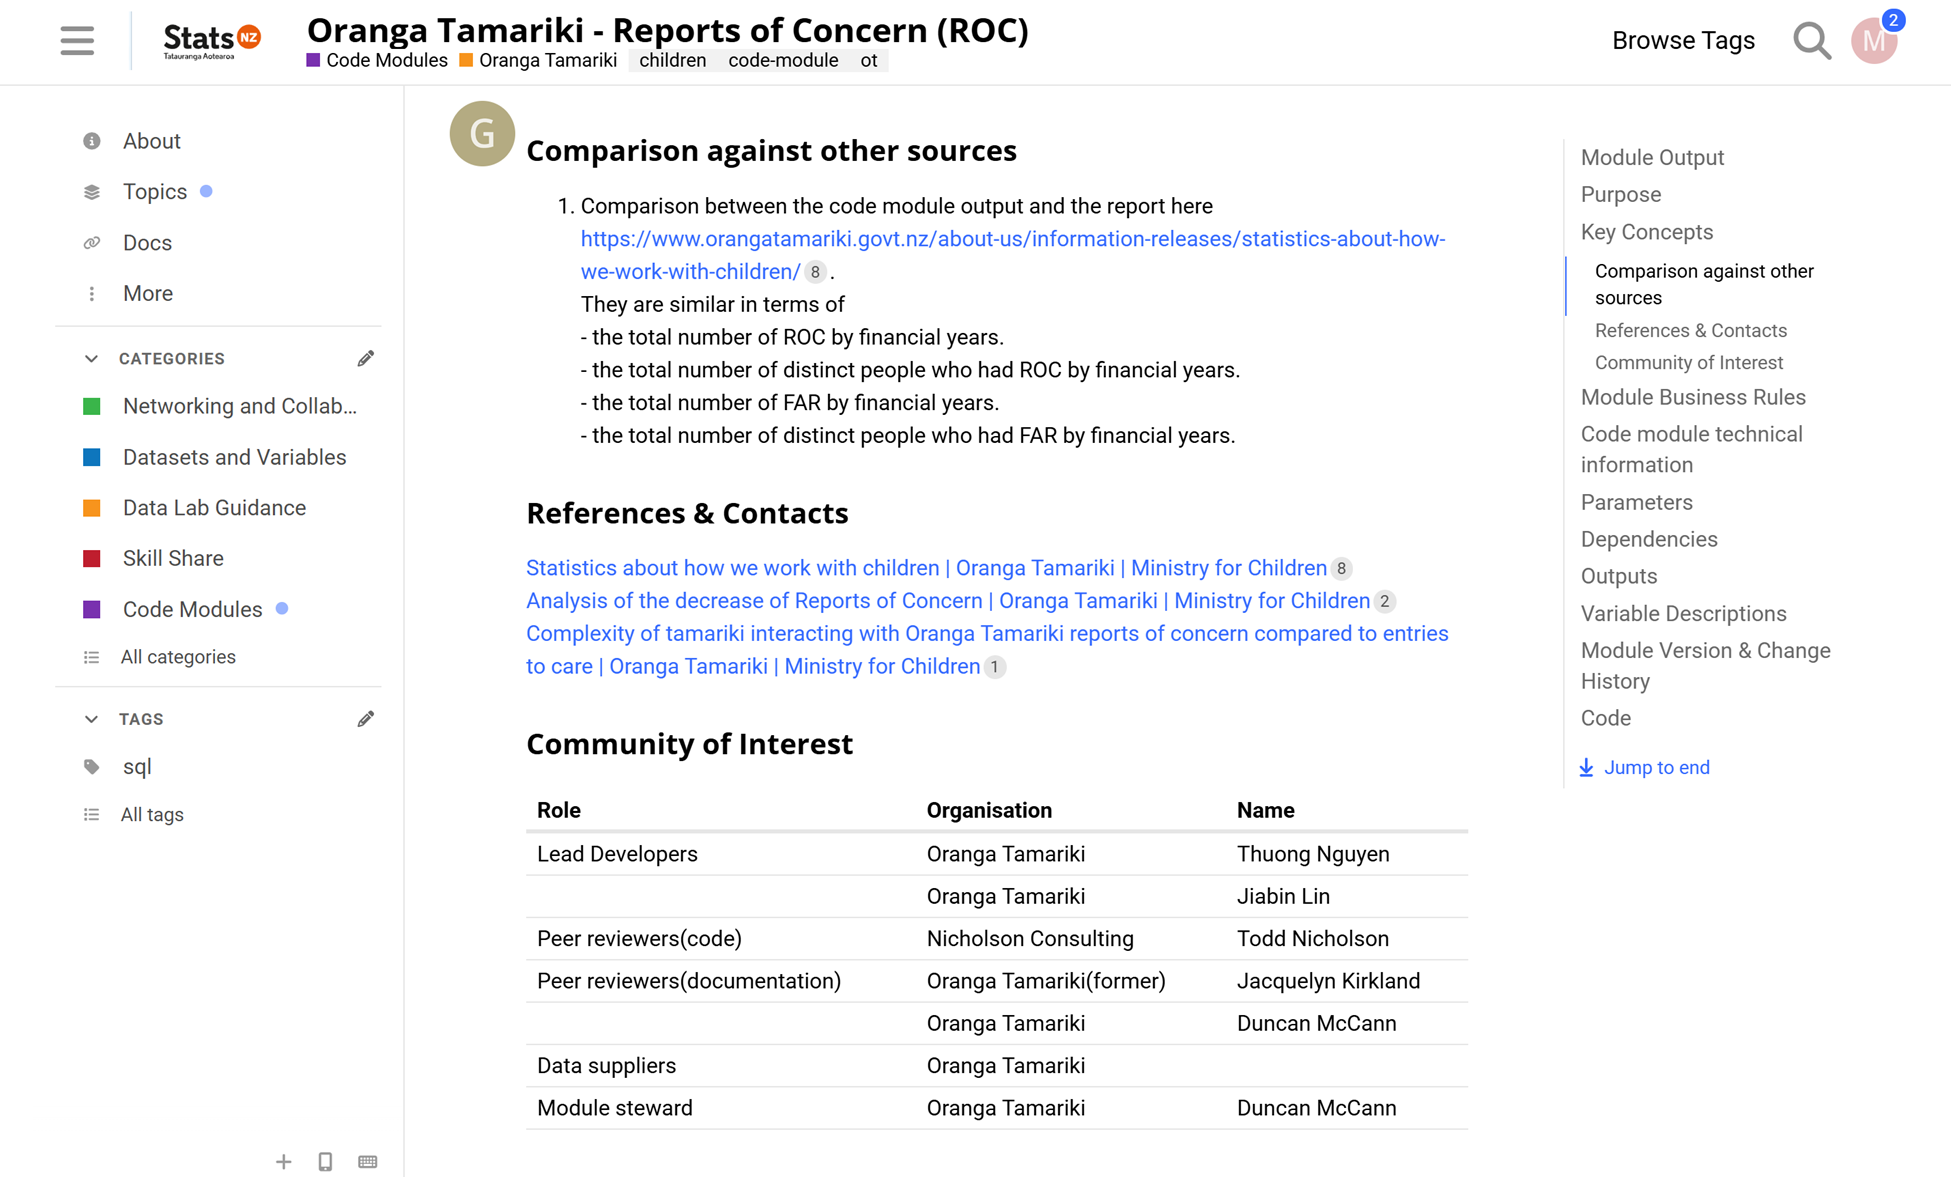 Stats NZ
Tatauranga Aotearoa
Oranga Tamariki - Reports of Concern (ROC)
Code Modules Oranga Tamariki children code-module ot
Browse Tags
M
2
About
Topics
Docs
More
CATEGORIES
Networking and Collab...
Datasets and Variables
Data Lab Guidance
Skill Share
Code Modules
All categories
TAGS
sql
All tags
G
Comparison against other sources
1. Comparison between the code module output and the report here
https://www.orangatamariki.govt.nz/about-us/information-releases/statistics-about-how-
we-work-with-children/ 8 .
They are similar in terms of
- the total number of ROC by financial years.
- the total number of distinct people who had ROC by financial years.
- the total number of FAR by financial years.
- the total number of distinct people who had FAR by financial years.
References & Contacts
Statistics about how we work with children | Oranga Tamariki | Ministry for Children 8
Analysis of the decrease of Reports of Concern | Oranga Tamariki | Ministry for Children 2
Complexity of tamariki interacting with Oranga Tamariki reports of concern compared to entries
to care | Oranga Tamariki | Ministry for Children 1
Community of Interest
Role Organisation Name
Lead Developers Oranga Tamariki Thuong Nguyen
Oranga Tamariki Jiabin Lin
Peer reviewers(code) Nicholson Consulting Todd Nicholson
Peer reviewers(documentation) Oranga Tamariki(former) Jacquelyn Kirkland
Oranga Tamariki Duncan McCann
Data suppliers Oranga Tamariki
Module steward Oranga Tamariki Duncan McCann
Module Output
Purpose
Key Concepts
Comparison against other
sources
References & Contacts
Community of Interest
Module Business Rules
Code module technical
information
Parameters
Dependencies
Outputs
Variable Descriptions
Module Version & Change
History
Code
Jump to end